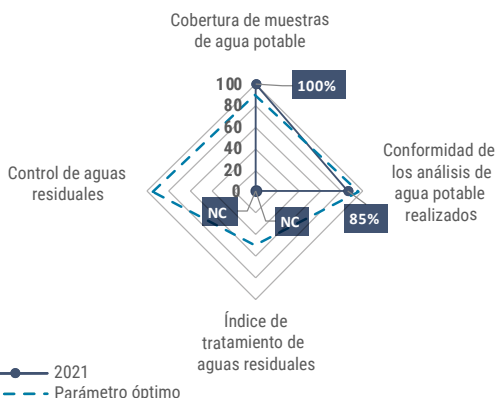 Cobertura de muestras
de agua potable
100
80
60
40
20
0
100%
Conformidad de
los análisis de
agua potable
realizados
85%
Control de aguas
residuales
NC
NC
Índice de
tratamiento de
aguas residuales
2021
Parámetro óptimo